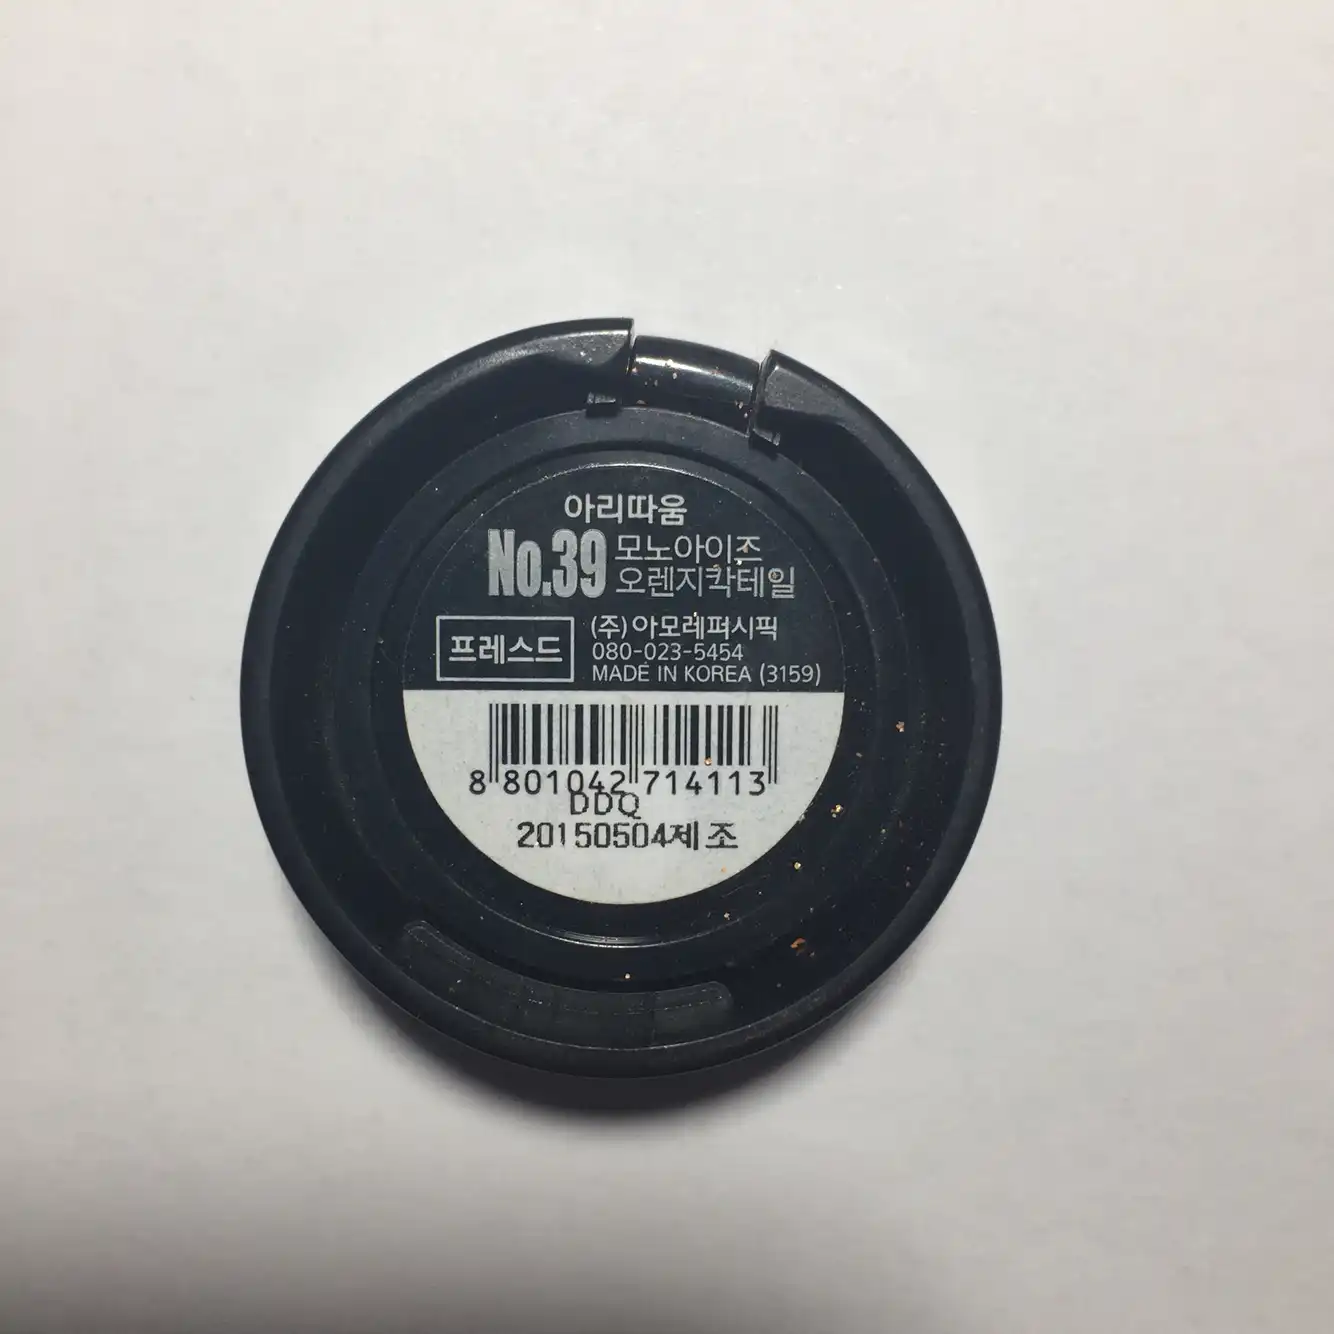 아리따움
No.39 모노아이즈
오렌지칵테일
프레스드
(주)아모레퍼시픽
080-023-5454
MADE IN KOREA (3159)
8 801042 714113
DDQ
20150504제조